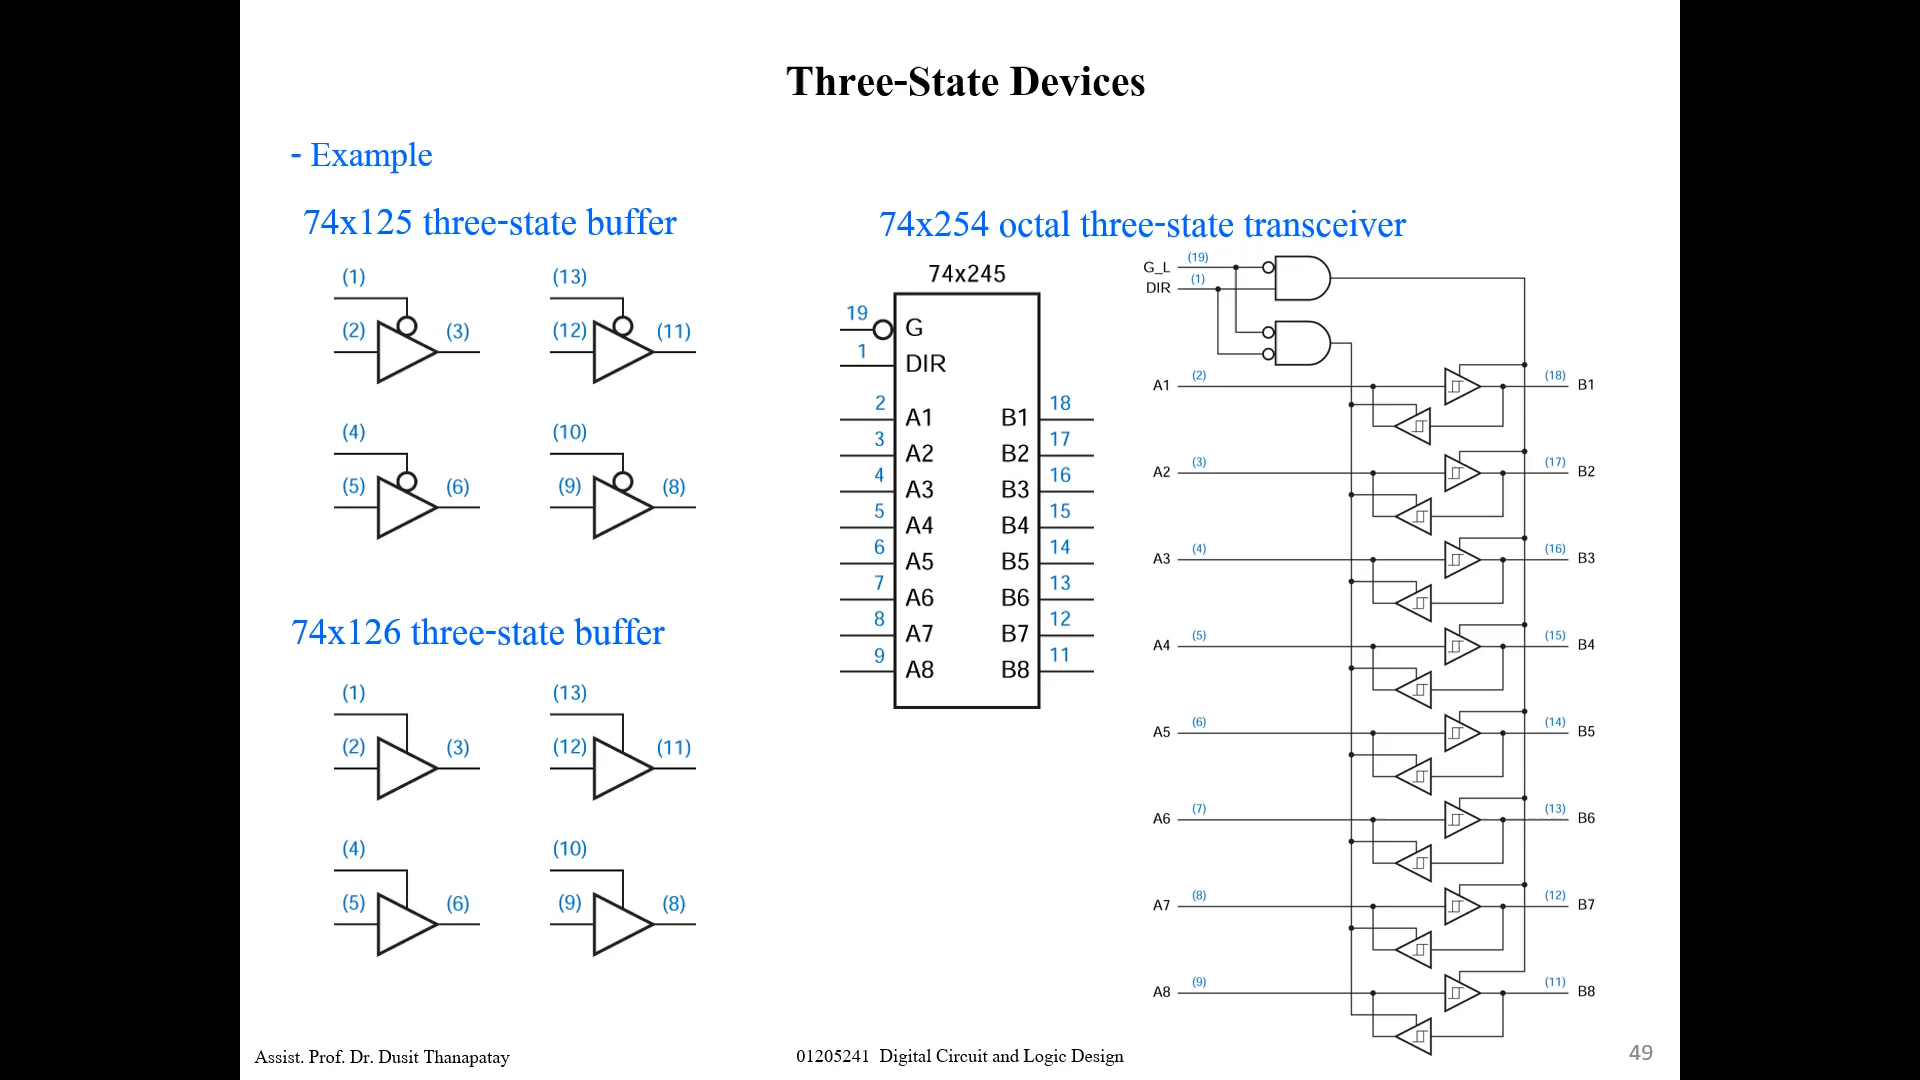 Three-State Devices
- Example
74x125 three-state buffer
(1)
(13)
(2)
(3)
(12)
(11)
(4)
(10)
(5)
(6)
(9)
(8)
74x126 three-state buffer
(1)
(13)
(2)
(3)
(12)
(11)
(4)
(10)
(5)
(6)
(9)
(8)
74x254 octal three-state transceiver
74x245
19 G
1 DIR
2 A1 B1 18
3 A2 B2 17
4 A3 B3 16
5 A4 B4 15
6 A5 B5 14
7 A6 B6 13
8 A7 B7 12
9 A8 B8 11
G_L (19)
DIR (1)
A1 (2) (18) B1
A2 (3) (17) B2
A3 (4) (16) B3
A4 (5) (15) B4
A5 (6) (14) B5
A6 (7) (13) B6
A7 (8) (12) B7
A8 (9) (11) B8
Assist. Prof. Dr. Dusit Thanapatay
01205241 Digital Circuit and Logic Design
49